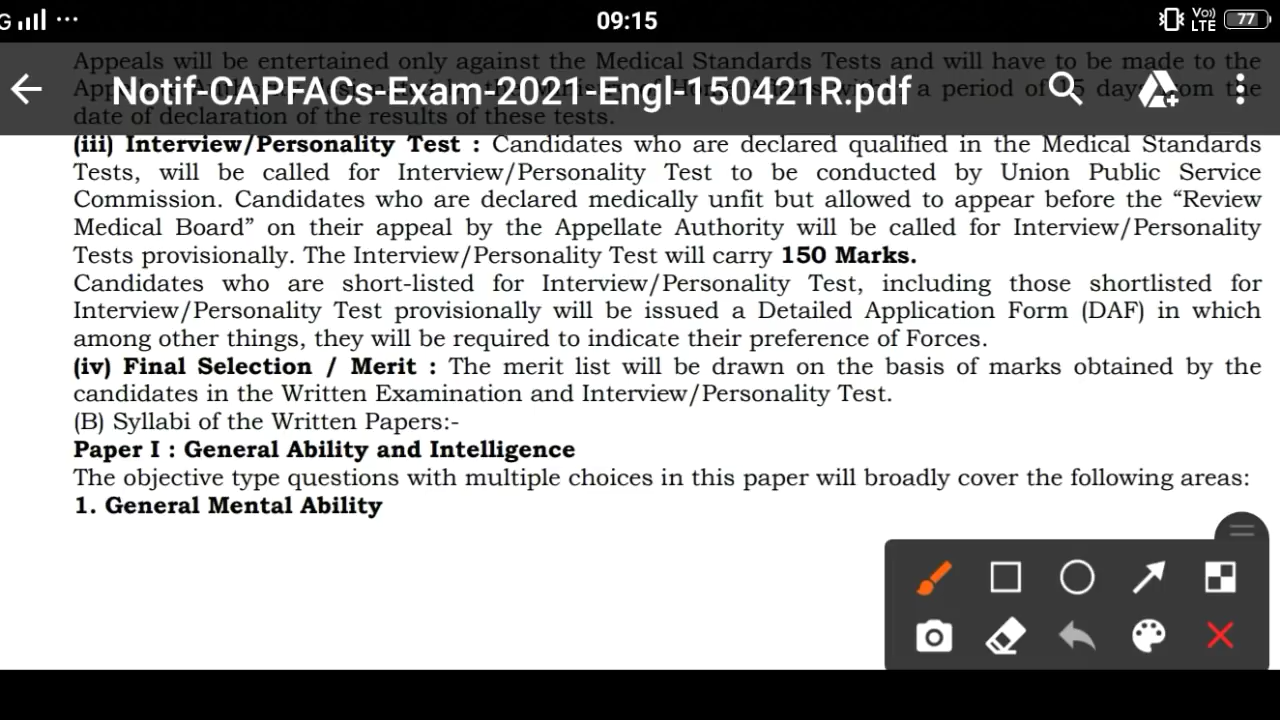 G ... 09:15 Vo)) LTE 77
Appeals will be entertained only against the Medical Standards Tests and will have to be made to the
Notif-CAPFACs-Exam-2021-Engl-150421R.pdf
date of declaration of the results of these tests.
(iii) Interview/Personality Test : Candidates who are declared qualified in the Medical Standards
Tests, will be called for Interview/Personality Test to be conducted by Union Public Service
Commission. Candidates who are declared medically unfit but allowed to appear before the “Review
Medical Board” on their appeal by the Appellate Authority will be called for Interview/Personality
Tests provisionally. The Interview/Personality Test will carry 150 Marks.
Candidates who are short-listed for Interview/Personality Test, including those shortlisted for
Interview/Personality Test provisionally will be issued a Detailed Application Form (DAF) in which
among other things, they will be required to indicate their preference of Forces.
(iv) Final Selection / Merit : The merit list will be drawn on the basis of marks obtained by the
candidates in the Written Examination and Interview/Personality Test.
(B) Syllabi of the Written Papers:-
Paper I : General Ability and Intelligence
The objective type questions with multiple choices in this paper will broadly cover the following areas:
1. General Mental Ability